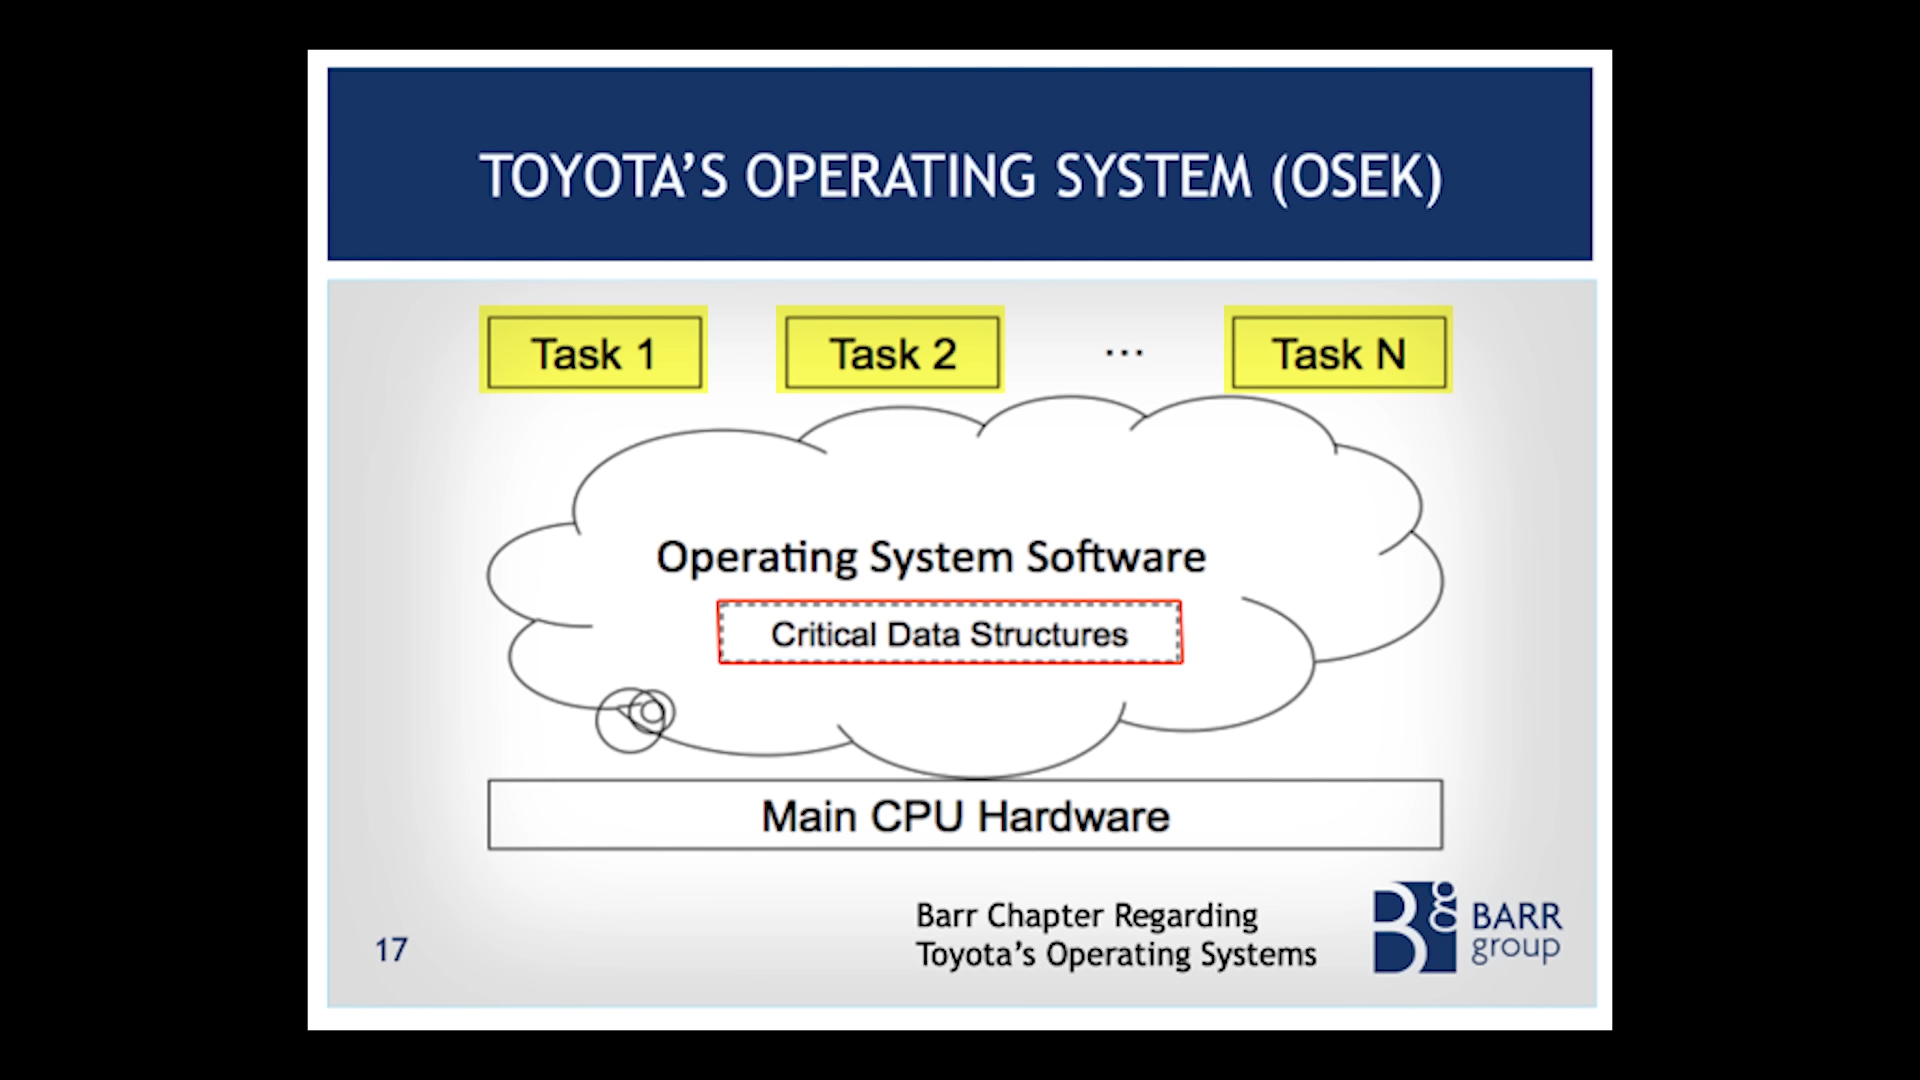 TOYOTA’S OPERATING SYSTEM (OSEK)
Task 1 Task 2 ... Task N
Operating System Software
Critical Data Structures
Main CPU Hardware
Barr Chapter Regarding
Toyota’s Operating Systems
17
B
BARR
group